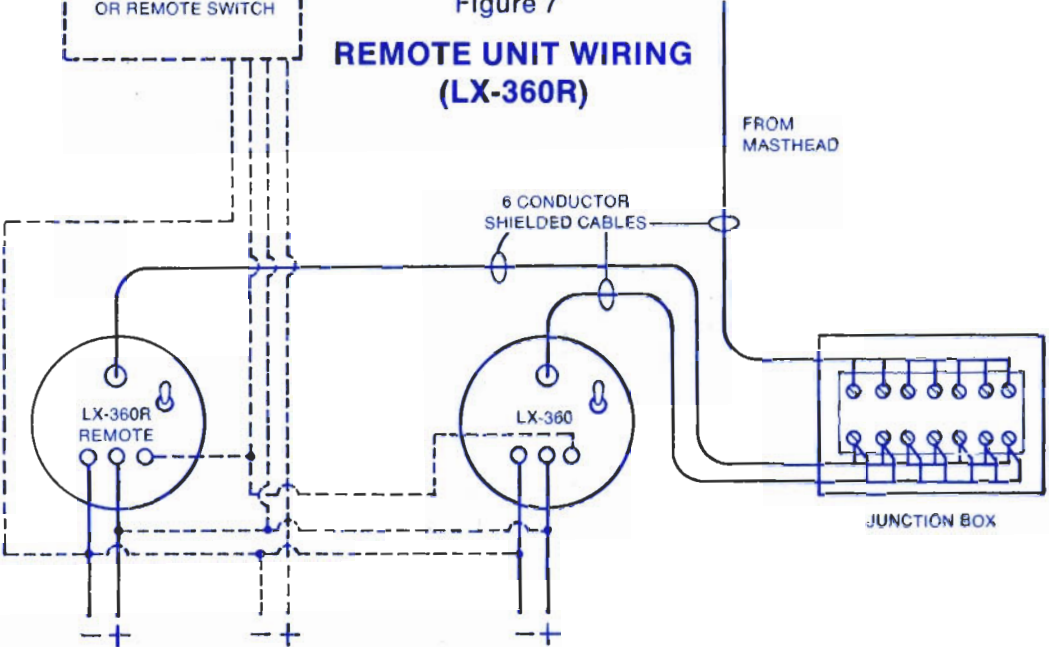 OR REMOTE SWITCH
Figure 7
REMOTE UNIT WIRING
(LX-360R)
FROM
MASTHEAD
6 CONDUCTOR
SHIELDED CABLES
LX-360R
REMOTE
LX-360
JUNCTION BOX
− +
− +
− +